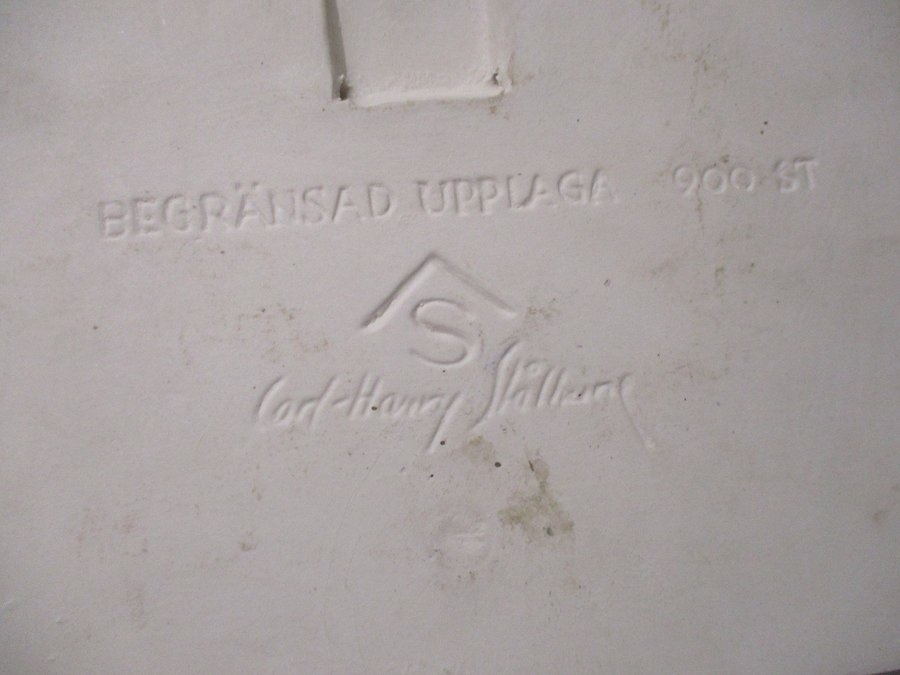 BEGRÄNSAD UPPLAGA 900 ST
S
Carl-Harry Stålhane